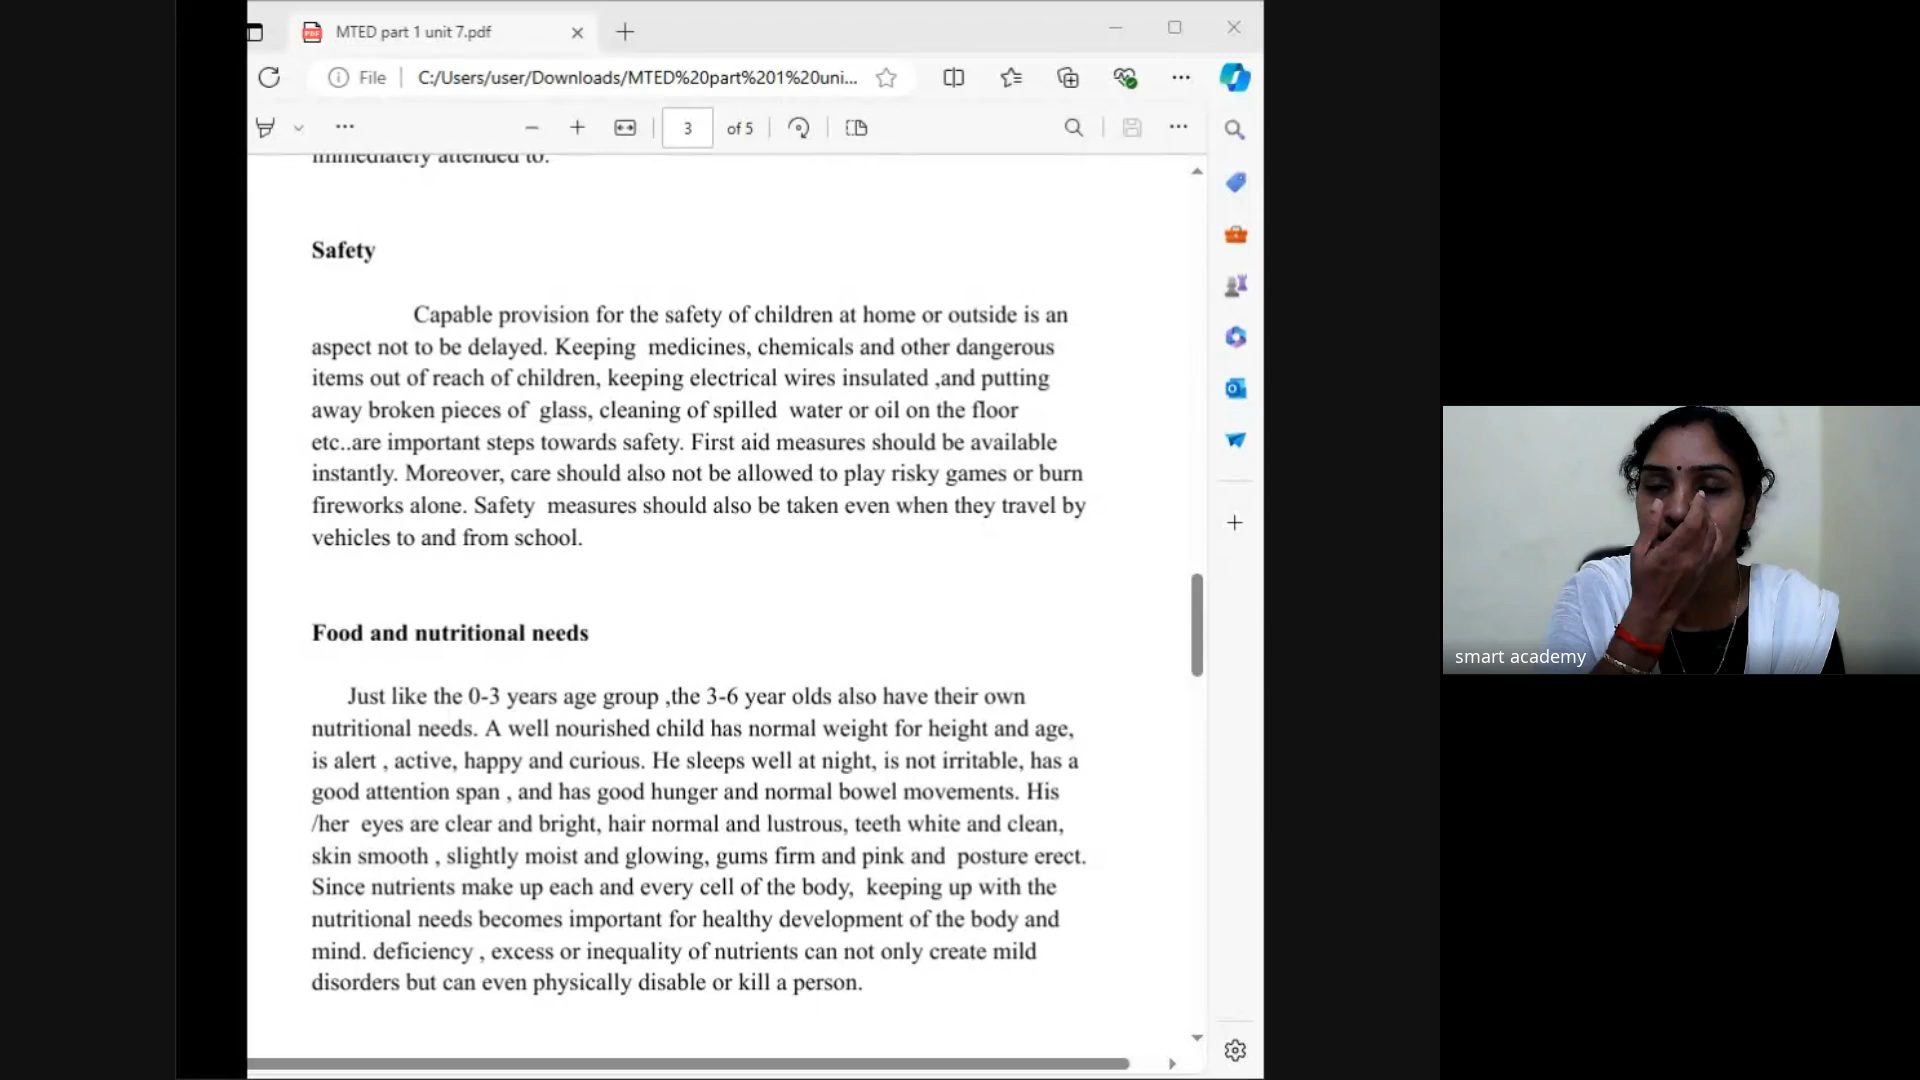 MTED part 1 unit 7.pdf
File
C:/Users/user/Downloads/MTED%20part%201%20uni...
3 of 5
immediately attended to.
Safety
Capable provision for the safety of children at home or outside is an
aspect not to be delayed. Keeping  medicines, chemicals and other dangerous
items out of reach of children, keeping electrical wires insulated ,and putting
away broken pieces of  glass, cleaning of spilled  water or oil on the floor
etc..are important steps towards safety. First aid measures should be available
instantly. Moreover, care should also not be allowed to play risky games or burn
fireworks alone. Safety  measures should also be taken even when they travel by
vehicles to and from school.
Food and nutritional needs
Just like the 0-3 years age group ,the 3-6 year olds also have their own
nutritional needs. A well nourished child has normal weight for height and age,
is alert , active, happy and curious. He sleeps well at night, is not irritable, has a
good attention span , and has good hunger and normal bowel movements. His
/her  eyes are clear and bright, hair normal and lustrous, teeth white and clean,
skin smooth , slightly moist and glowing, gums firm and pink and  posture erect.
Since nutrients make up each and every cell of the body,  keeping up with the
nutritional needs becomes important for healthy development of the body and
mind. deficiency , excess or inequality of nutrients can not only create mild
disorders but can even physically disable or kill a person.
smart academy